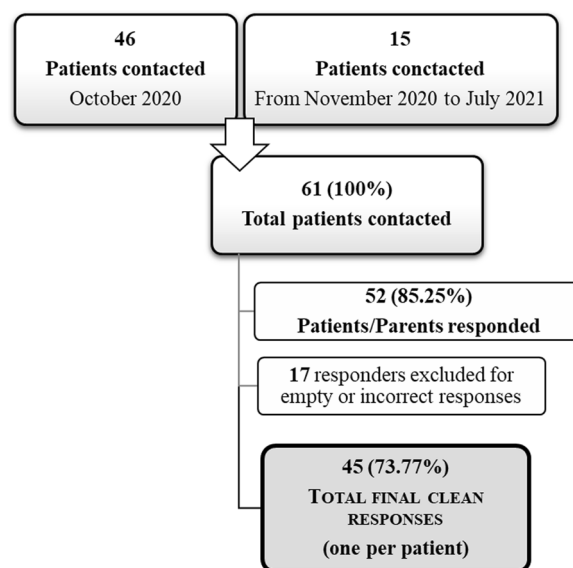 46
Patients contacted
October 2020
15
Patients conctacted
From November 2020 to July 2021
61 (100%)
Total patients contacted
52 (85.25%)
Patients/Parents responded
17 responders excluded for
empty or incorrect responses
45 (73.77%)
TOTAL FINAL CLEAN
RESPONSES
(one per patient)